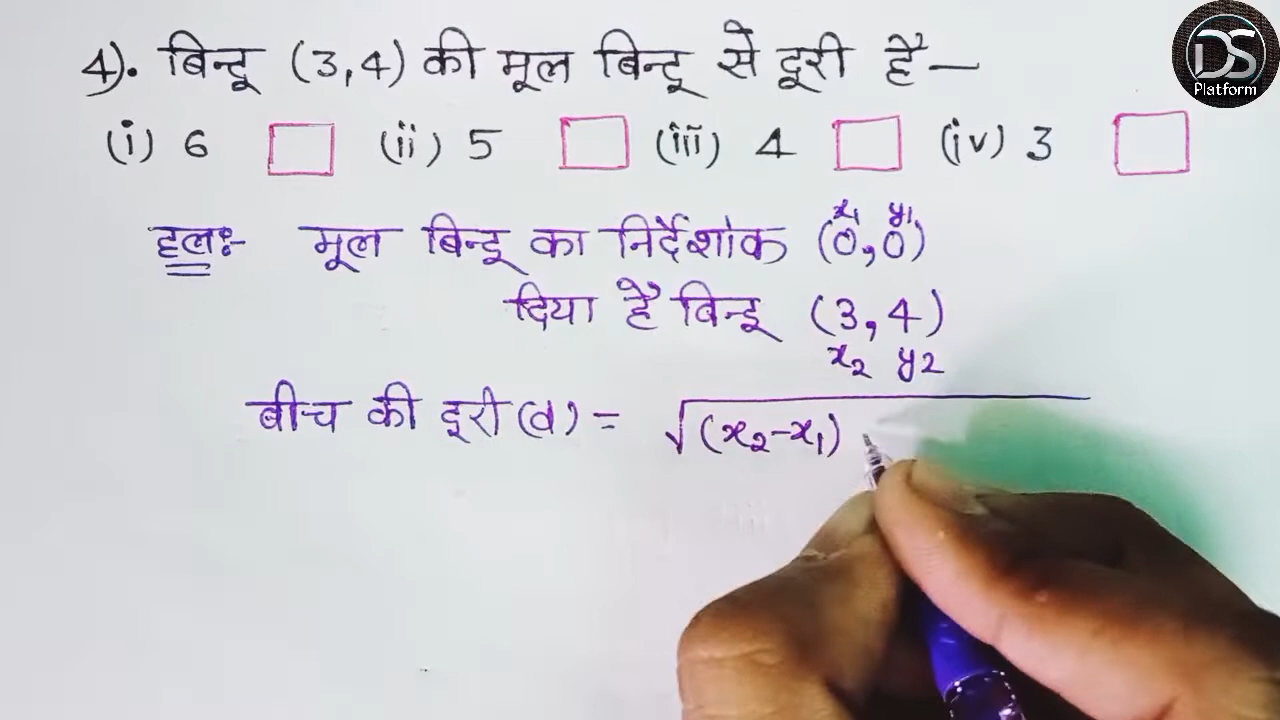 DS
Platform
4). बिन्दू (3,4) की मूल बिन्दू से दूरी है —
(i) 6 (ii) 5 (iii) 4 (iv) 3
x₁ y₁
हलः- मूल बिन्दू का निर्देशांक (0,0)
दिया है बिन्दू (3,4)
x₂ y₂
बीच की दूरी (d) = √(x₂-x₁)